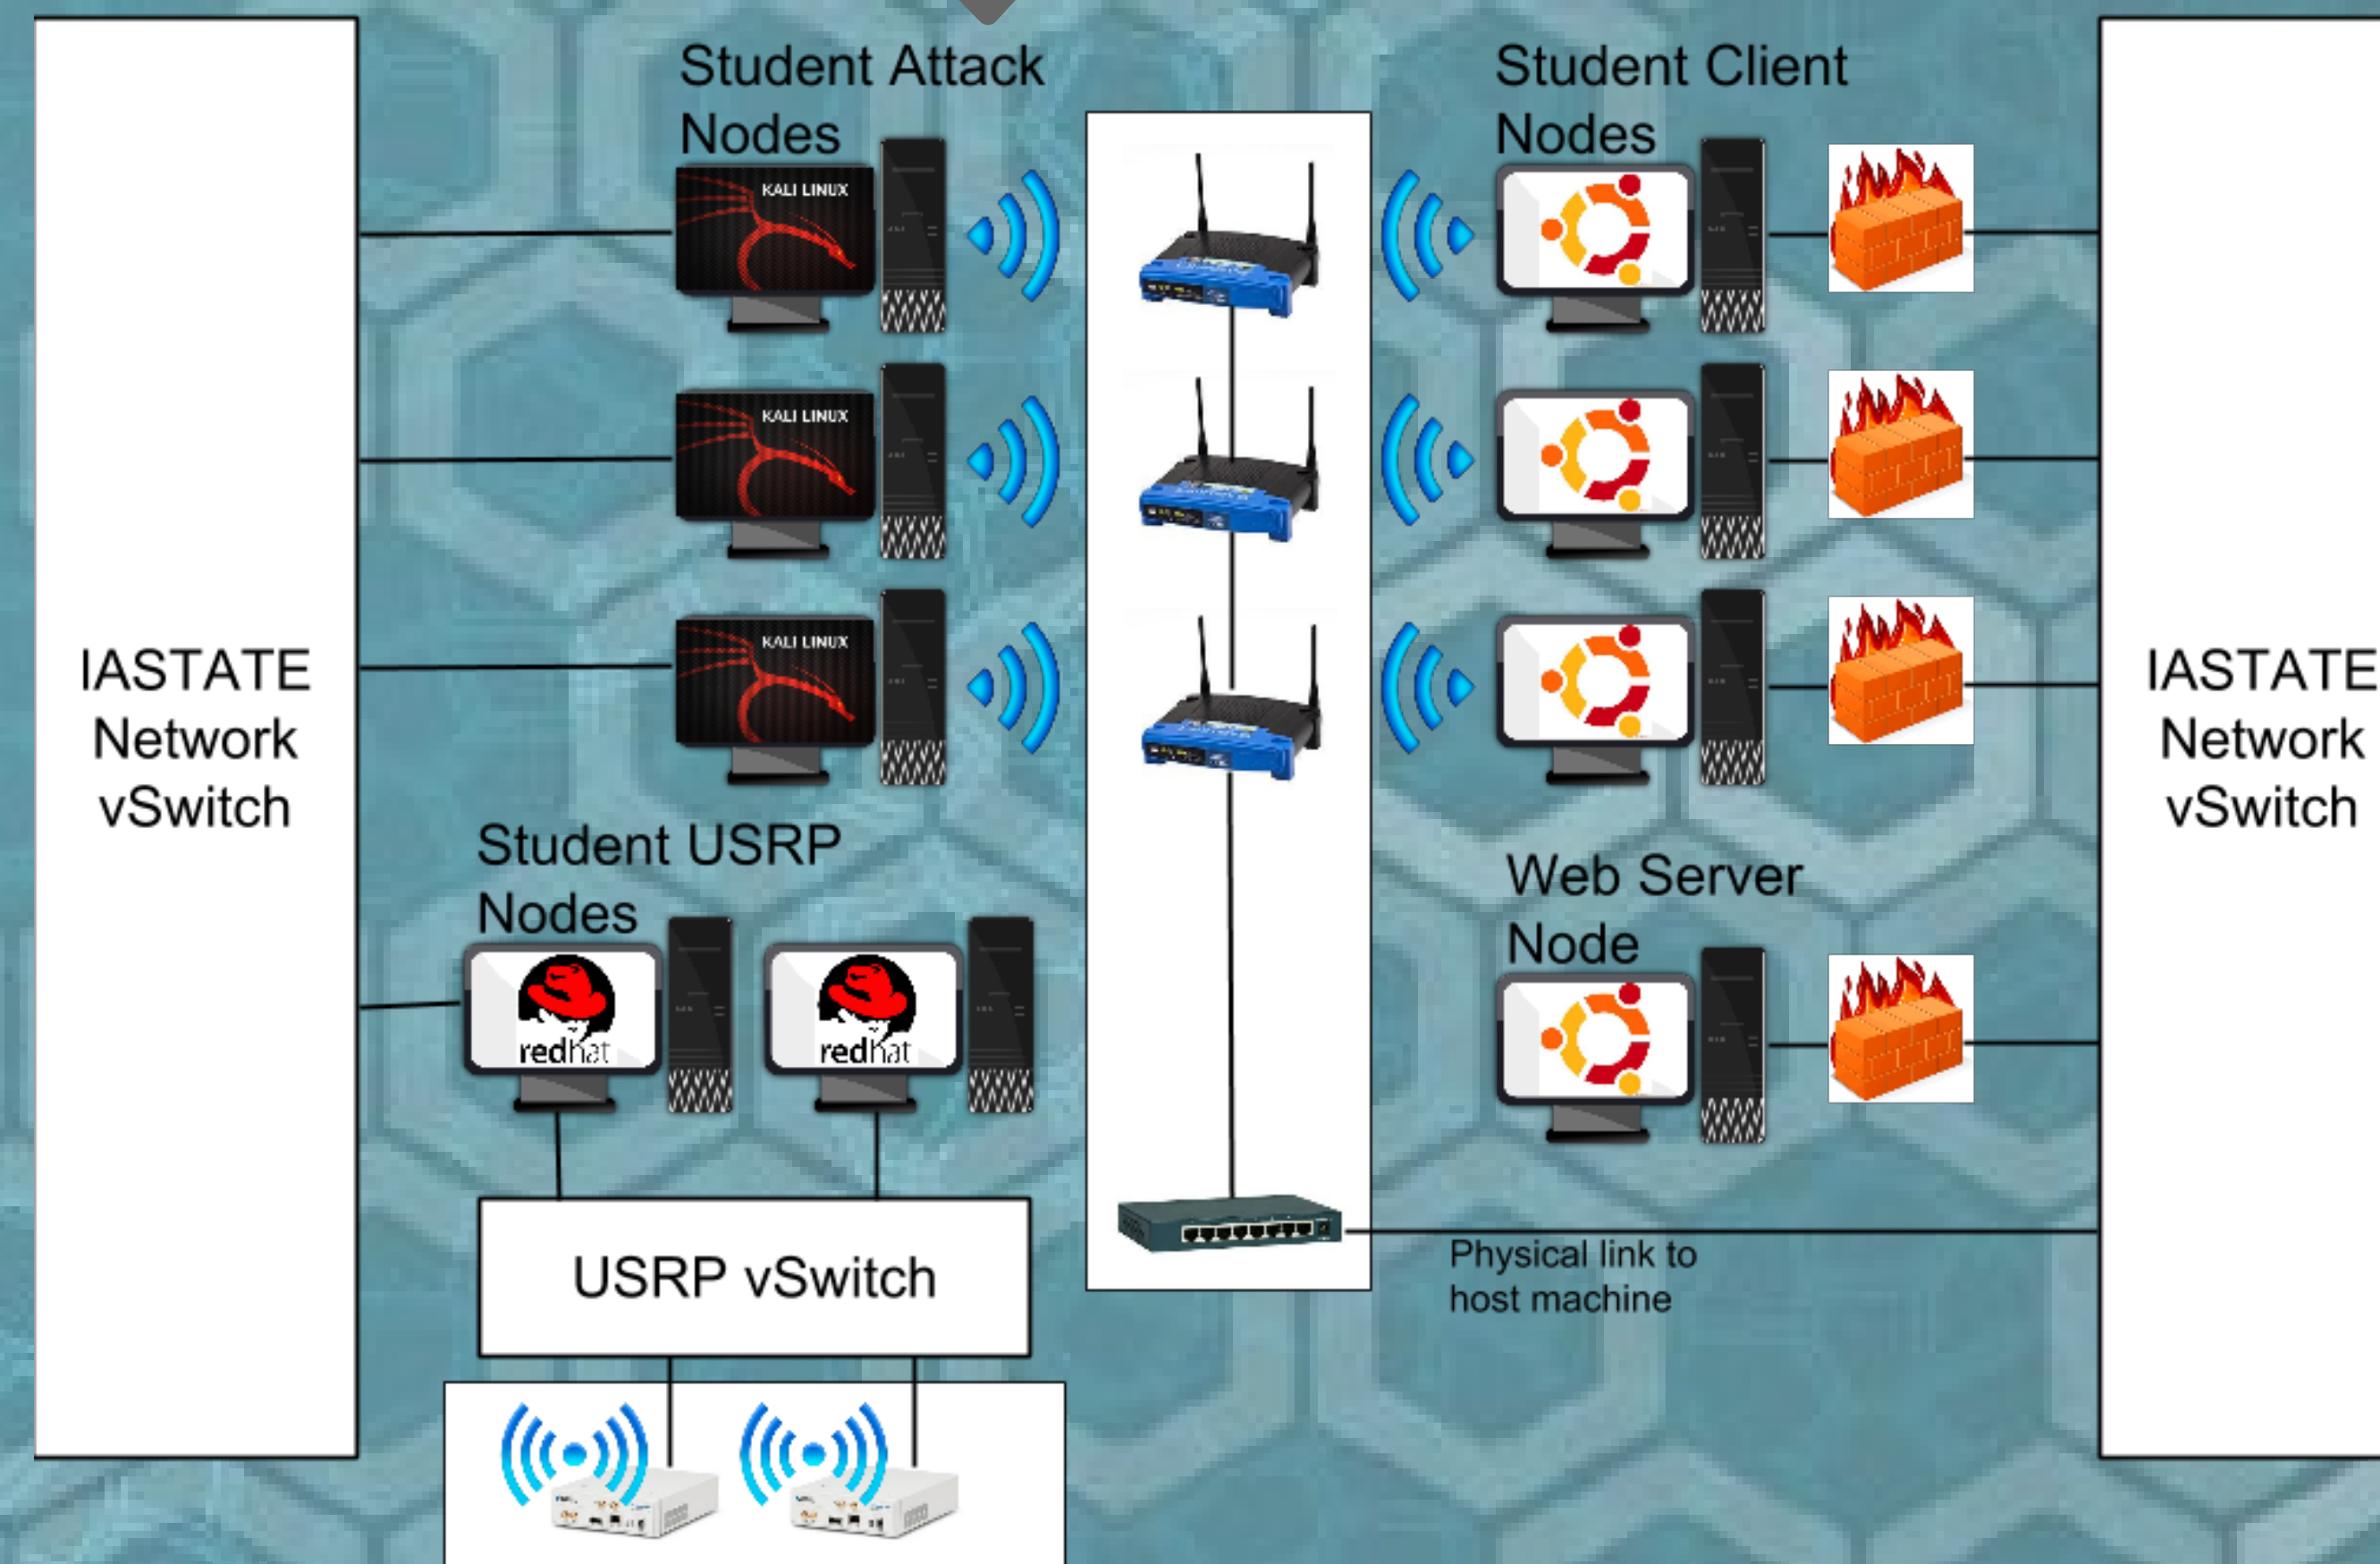 Student Attack
Nodes
Student Client
Nodes
KALI LINUX
KALI LINUX
KALI LINUX
IASTATE
Network
vSwitch
IASTATE
Network
vSwitch
Student USRP
Nodes
Web Server
Node
redhat
redhat
USRP vSwitch
Physical link to
host machine